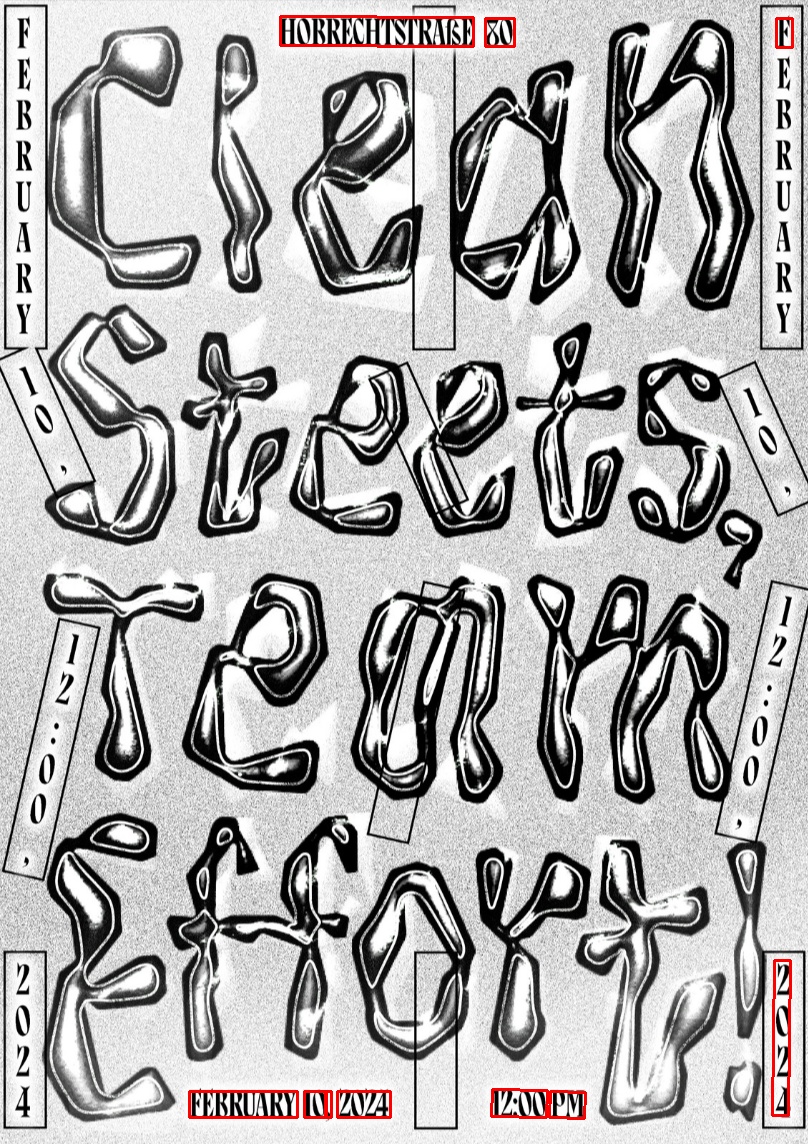 HOBRECHTSTRAßE 80
FEBRUARY
FEBRUARY
Clean
10,
10,
Steets,
12:00,
12:00,
Team
Effort!
2024
2024
FEBRUARY 10, 2024 12:00 PM